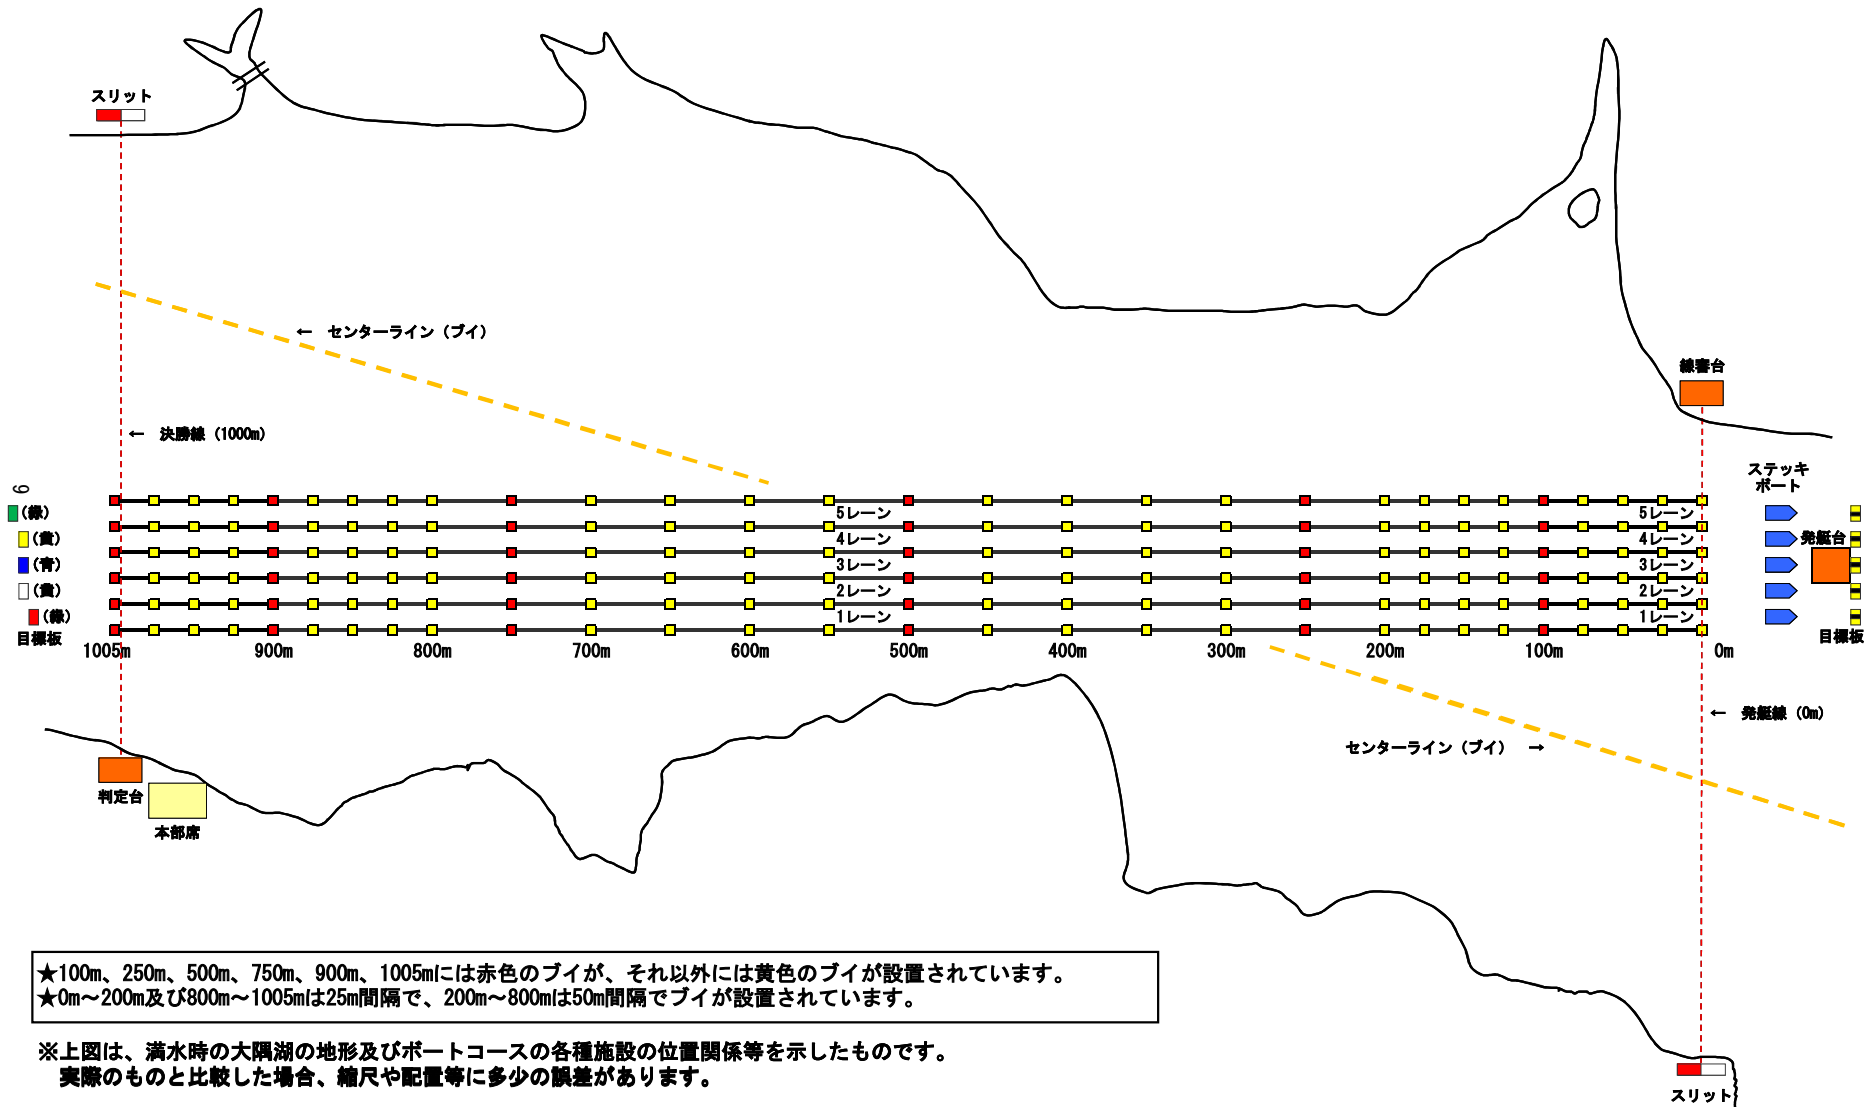 スリット
← センターライン（ブイ）
線審台
← 決勝線（1000m）
ステッキ
ボート
9
(緑)
5レーン
5レーン
(黄)
4レーン
4レーン
発艇台
(青)
3レーン
3レーン
(黄)
2レーン
2レーン
(緑)
1レーン
1レーン
目標板
目標板
1005m 900m 800m 700m 600m 500m 400m 300m 200m 100m 0m
← 発艇線（0m）
センターライン（ブイ） →
判定台
本部席
★100m、250m、500m、750m、900m、1005mには赤色のブイが、それ以外には黄色のブイが設置されています。
★0m～200m及び800m～1005mは25m間隔で、200m～800mは50m間隔でブイが設置されています。
※上図は、満水時の大隅湖の地形及びボートコースの各種施設の位置関係等を示したものです。
実際のものと比較した場合、縮尺や配置等に多少の誤差があります。
スリット